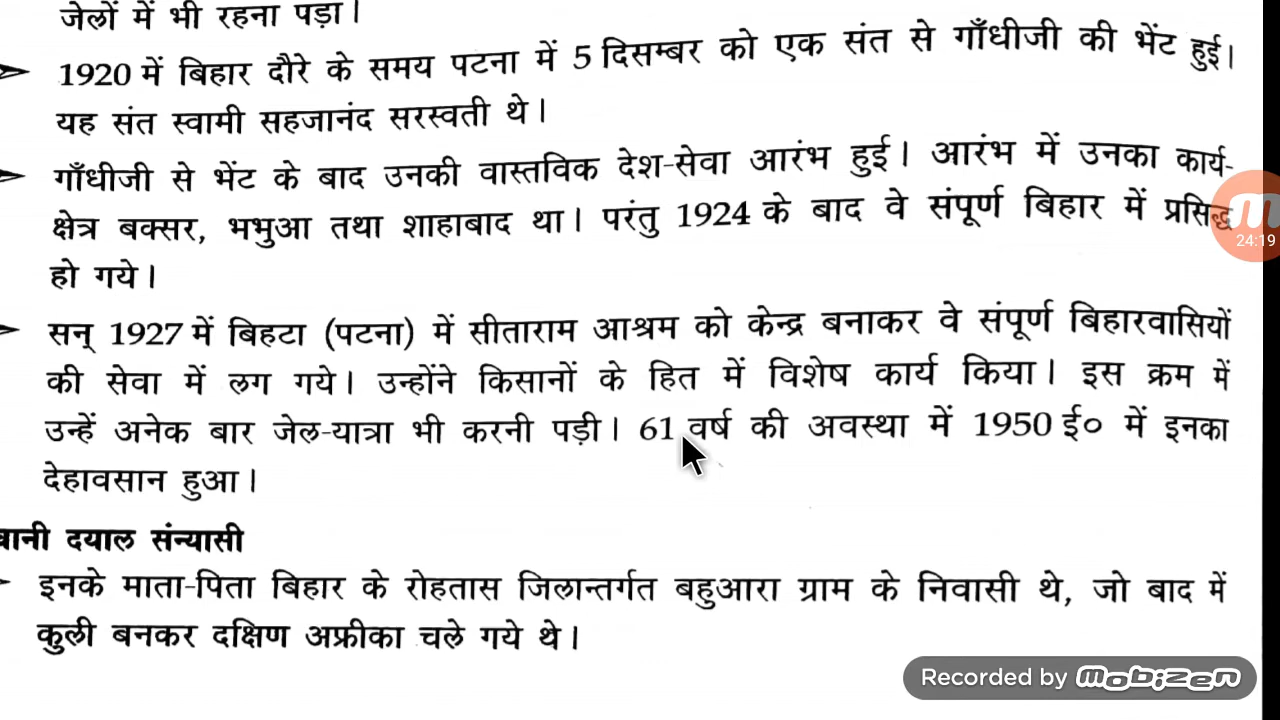 जेलों में भी रहना पड़ा।
1920 में बिहार दौरे के समय पटना में 5 दिसम्बर को एक संत से गाँधीजी की भेंट हुई।
यह संत स्वामी सहजानंद सरस्वती थे।
गाँधीजी से भेंट के बाद उनकी वास्तविक देश-सेवा आरंभ हुई। आरंभ में उनका कार्य-
क्षेत्र बक्सर, भभुआ तथा शाहाबाद था। परंतु 1924 के बाद वे संपूर्ण बिहार में प्रसिद्ध
24:19
हो गये।
सन् 1927 में बिहटा (पटना) में सीताराम आश्रम को केन्द्र बनाकर वे संपूर्ण बिहारवासियों
की सेवा में लग गये। उन्होंने किसानों के हित में विशेष कार्य किया। इस क्रम में
उन्हें अनेक बार जेल-यात्रा भी करनी पड़ी। 61 वर्ष की अवस्था में 1950 ई० में इनका
देहावसान हुआ।
वानी दयाल संन्यासी
इनके माता-पिता बिहार के रोहतास जिलान्तर्गत बहुआरा ग्राम के निवासी थे, जो बाद में
कुली बनकर दक्षिण अफ्रीका चले गये थे।
Recorded by mobizen